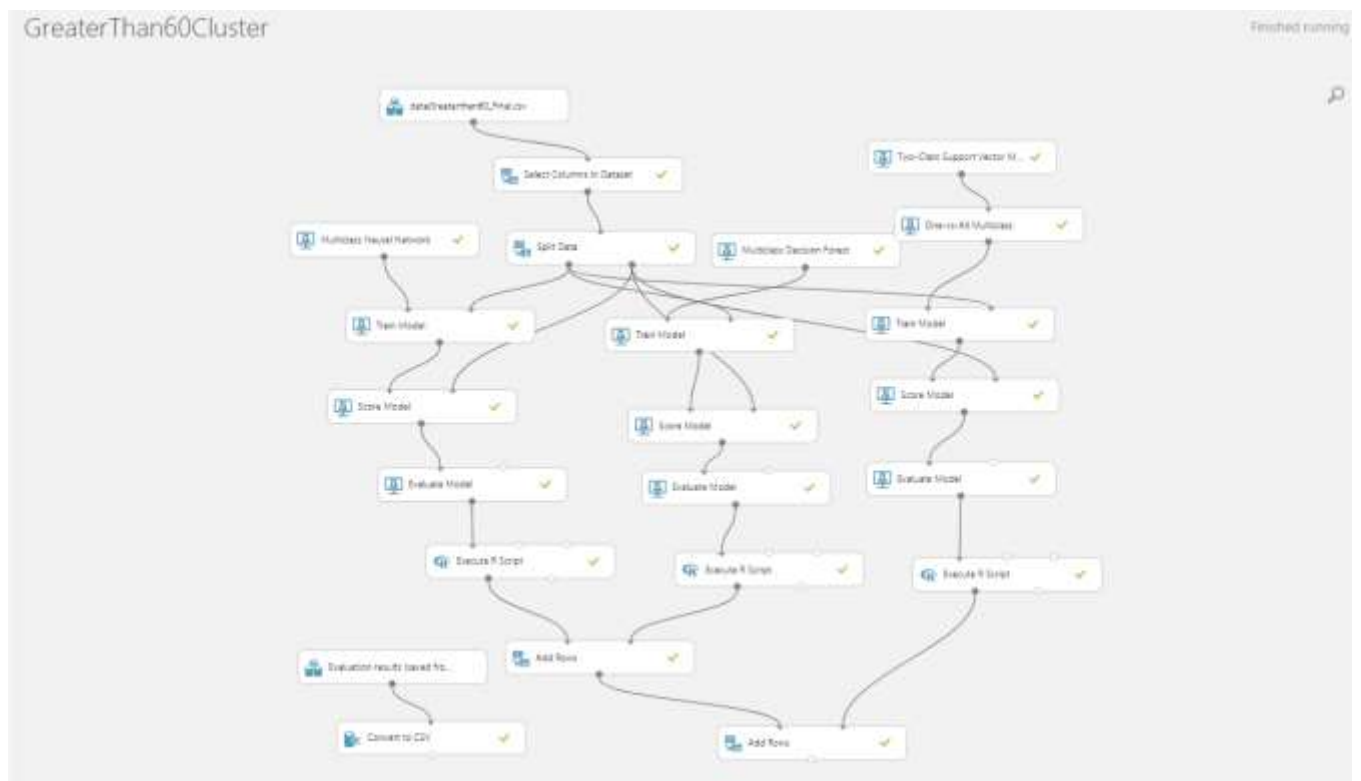 GreaterThan60Cluster
Finished running
Two-Class Support Vector M...
Select Columns in Dataset
One-vs-All Multiclass
Multiclass Neural Network
Split Data
Multiclass Decision Forest
Train Model
Train Model
Train Model
Score Model
Score Model
Score Model
Evaluate Model
Evaluate Model
Evaluate Model
Execute R Script
Execute R Script
Execute R Script
Add Rows
Evaluation results saved fro...
Convert to CSV
Add Rows